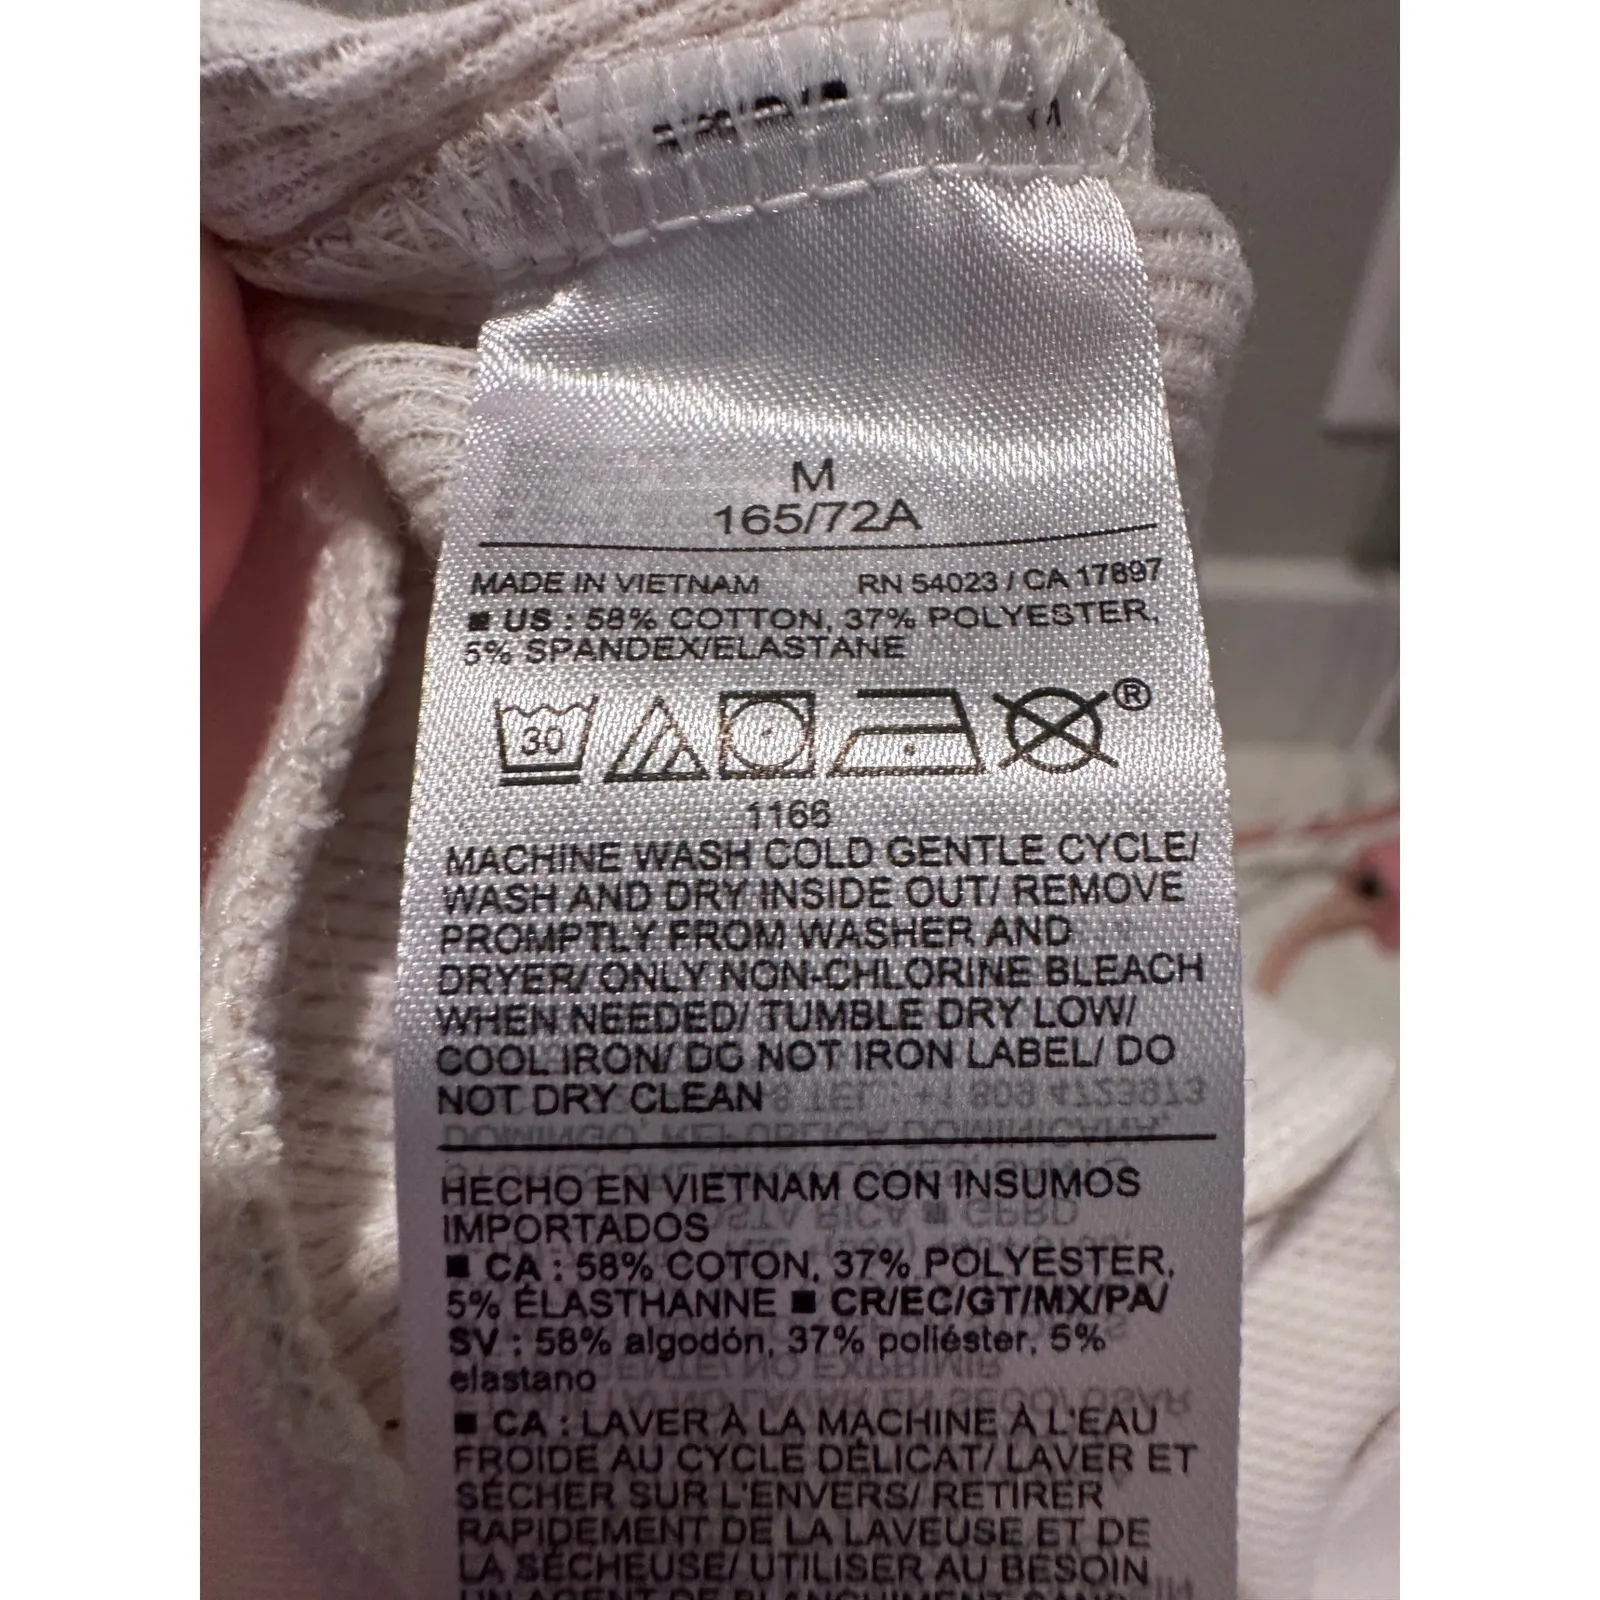 M
165/72A
MADE IN VIETNAM RN 54023 / CA 17897
■ US : 58% COTTON, 37% POLYESTER,
5% SPANDEX/ELASTANE
30 ®
1166
MACHINE WASH COLD GENTLE CYCLE/
WASH AND DRY INSIDE OUT/ REMOVE
PROMPTLY FROM WASHER AND
DRYER/ ONLY NON-CHLORINE BLEACH
WHEN NEEDED/ TUMBLE DRY LOW/
COOL IRON/ DO NOT IRON LABEL/ DO
NOT DRY CLEAN
HECHO EN VIETNAM CON INSUMOS
IMPORTADOS
■ CA : 58% COTON, 37% POLYESTER,
5% ÉLASTHANNE ■ CR/EC/GT/MX/PA/
SV : 58% algodón, 37% poliéster, 5%
elastano
■ CA : LAVER À LA MACHINE À L'EAU
FROIDE AU CYCLE DÉLICAT/ LAVER ET
SÉCHER SUR L'ENVERS/ RETIRER
RAPIDEMENT DE LA LAVEUSE ET DE
LA SÉCHEUSE/ UTILISER AU BESOIN
UN AGENT DE BLANCHIMENT SANS